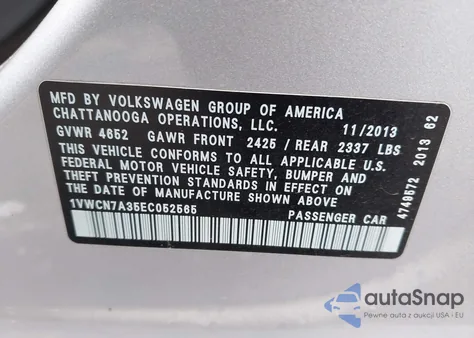 MFD BY VOLKSWAGEN GROUP OF AMERICA
CHATTANOOGA OPERATIONS, LLC. 11/2013
GVWR 4652 GAWR FRONT 2425 / REAR 2337 LBS
THIS VEHICLE CONFORMS TO ALL APPLICABLE U.S.
FEDERAL MOTOR VEHICLE SAFETY, BUMPER AND
THEFT PREVENTION STANDARDS IN EFFECT ON
THE DATE OF MANUFACTURE SHOWN ABOVE.
1VWCN7A35EC052565 PASSENGER CAR
4749572 2013 62
autaSnap
Pewne auta z USA - EU